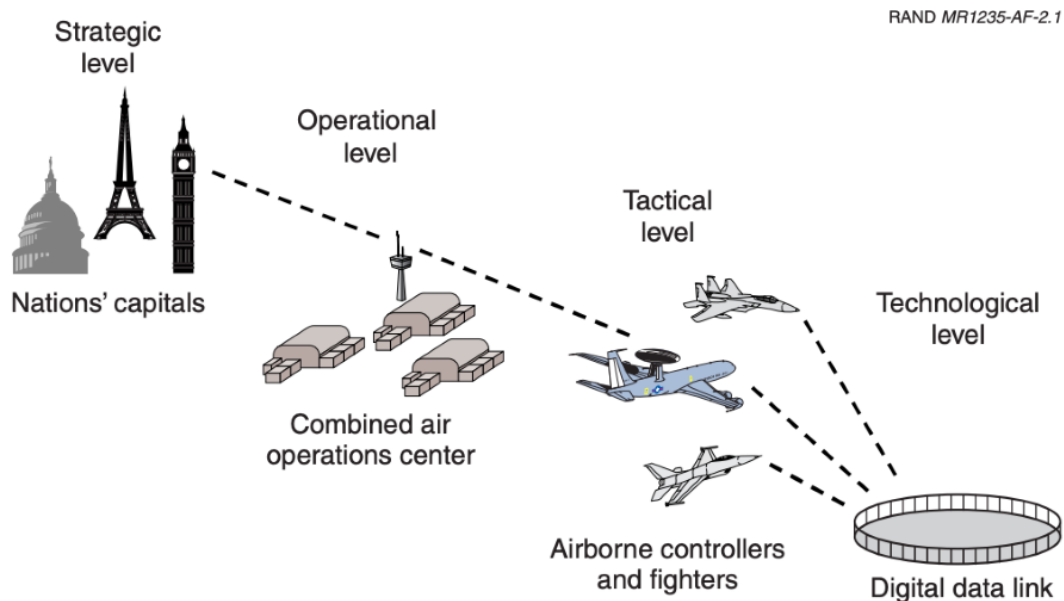 RAND MR1235-AF-2.1
Strategic
level
Nations' capitals
Operational
level
Combined air
operations center
Tactical
level
Airborne controllers
and fighters
Technological
level
Digital data link